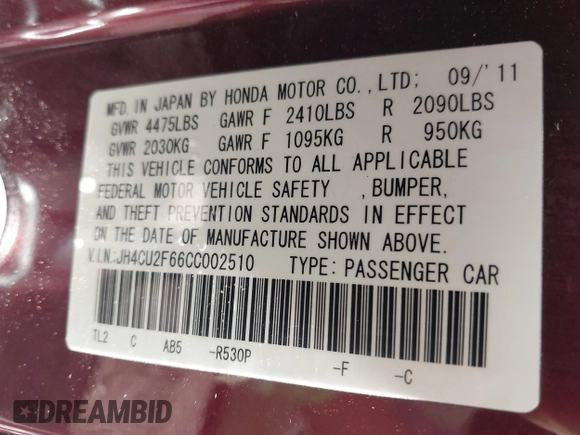 MFD. IN JAPAN BY HONDA MOTOR CO.,LTD; 09/'11
GVWR 4475LBS GAWR F 2410LBS R 2090LBS
GVWR 2030KG GAWR F 1095KG R 950KG
THIS VEHICLE CONFORMS TO ALL APPLICABLE
FEDERAL MOTOR VEHICLE SAFETY ,BUMPER,
AND THEFT PREVENTION STANDARDS IN EFFECT
ON THE DATE OF MANUFACTURE SHOWN ABOVE.
V.I.N:JH4CU2F66CC002510 TYPE: PASSENGER CAR
TL2 C AB5 -R530P -F -C
DREAMBID